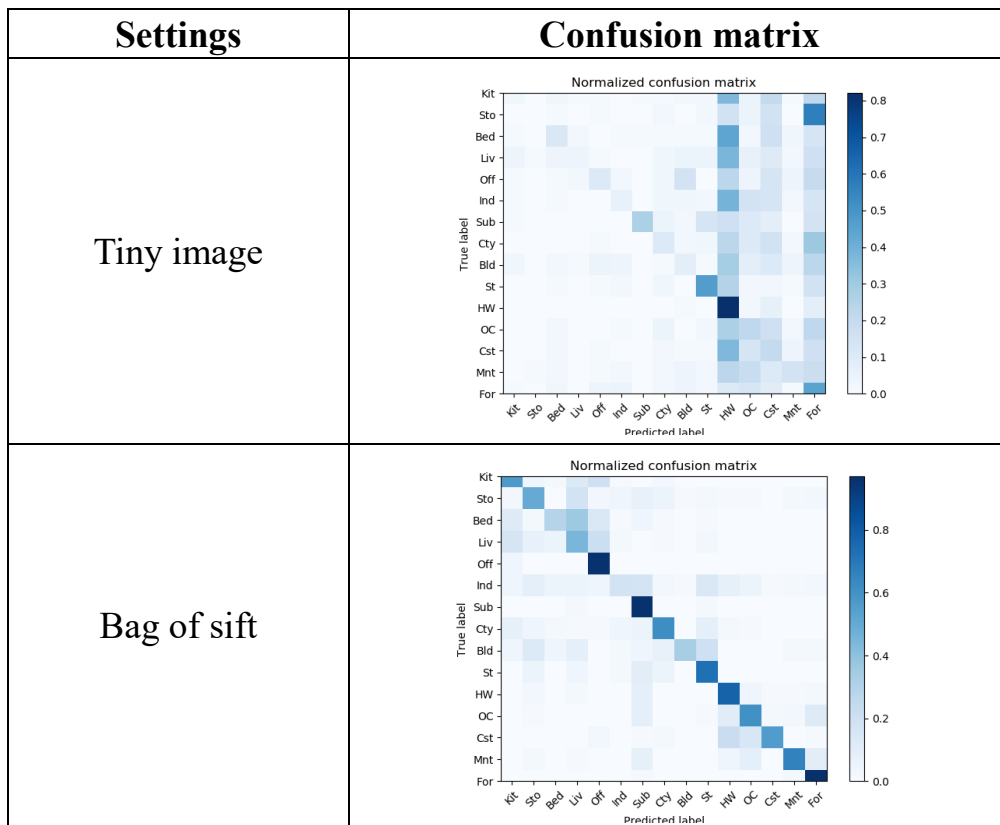 Settings Confusion matrix
Tiny image
Normalized confusion matrix
True label
Kit
Sto
Bed
Liv
Off
Ind
Sub
Cty
Bld
St
HW
OC
Cst
Mnt
For
Kit Sto Bed Liv Off Ind Sub Cty Bld St HW OC Cst Mnt For
Predicted label
0.8
0.7
0.6
0.5
0.4
0.3
0.2
0.1
0.0
Bag of sift
Normalized confusion matrix
True label
Kit
Sto
Bed
Liv
Off
Ind
Sub
Cty
Bld
St
HW
OC
Cst
Mnt
For
Kit Sto Bed Liv Off Ind Sub Cty Bld St HW OC Cst Mnt For
Predicted label
0.8
0.6
0.4
0.2
0.0